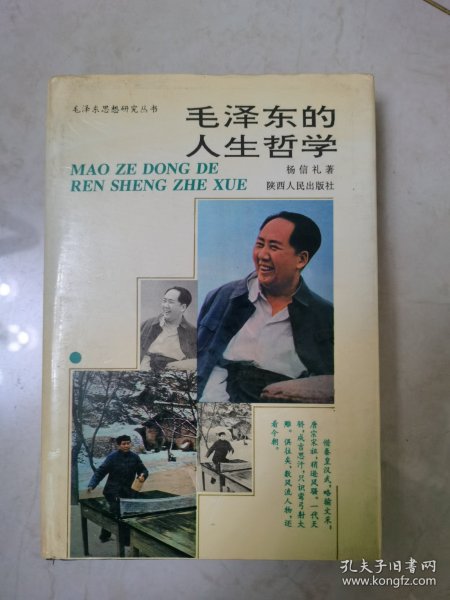 毛泽东思想研究丛书
毛泽东的
人生哲学
MAO ZE DONG DE
REN SHENG ZHE XUE
杨信礼著
陕西人民出版社
惜秦皇汉武，略输文采；
唐宗宋祖，稍逊风骚。一代天
骄，成吉思汗，只识弯弓射大
雕。俱往矣，数风流人物，还
看今朝。
孔夫子旧书网
www.kongfz.com